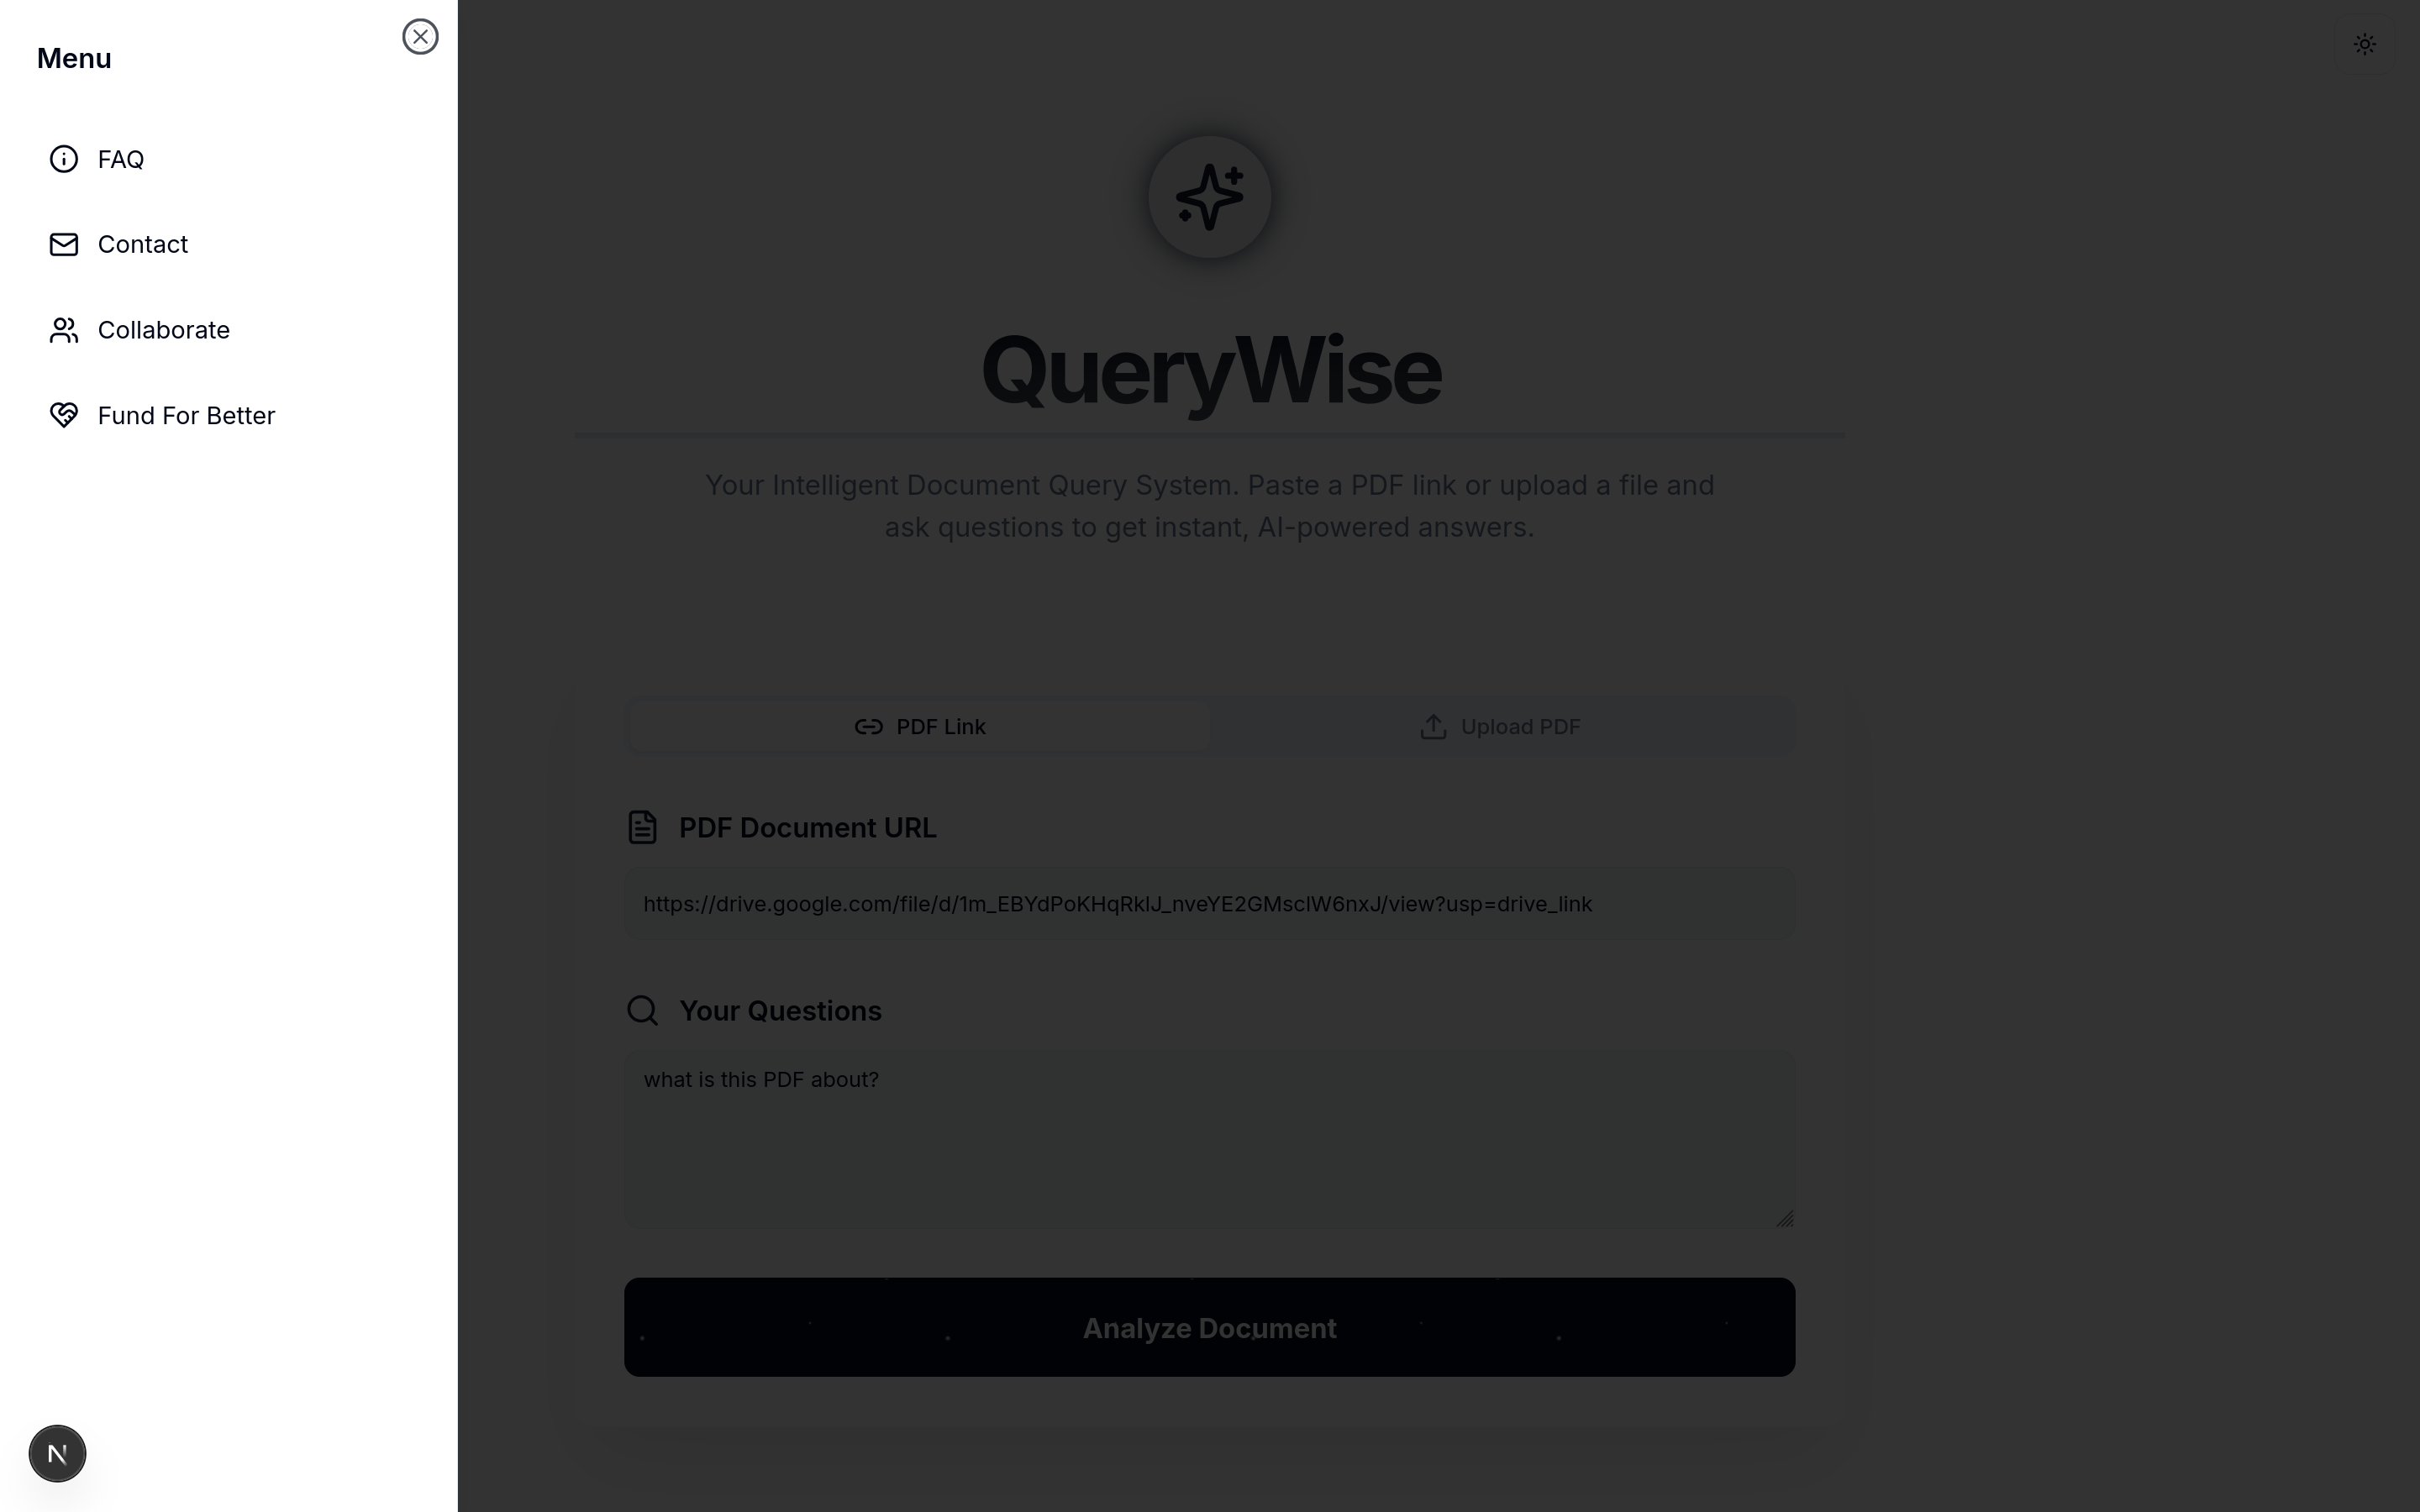 Menu
FAQ
Contact
Collaborate
Fund For Better
QueryWise
Your Intelligent Document Query System. Paste a PDF link or upload a file and
ask questions to get instant, AI-powered answers.
PDF Link
Upload PDF
PDF Document URL
https://drive.google.com/file/d/1m_EBYdPoKHqRklJ_nveYE2GMsclW6nxJ/view?usp=drive_link
Your Questions
what is this PDF about?
Analyze Document
N